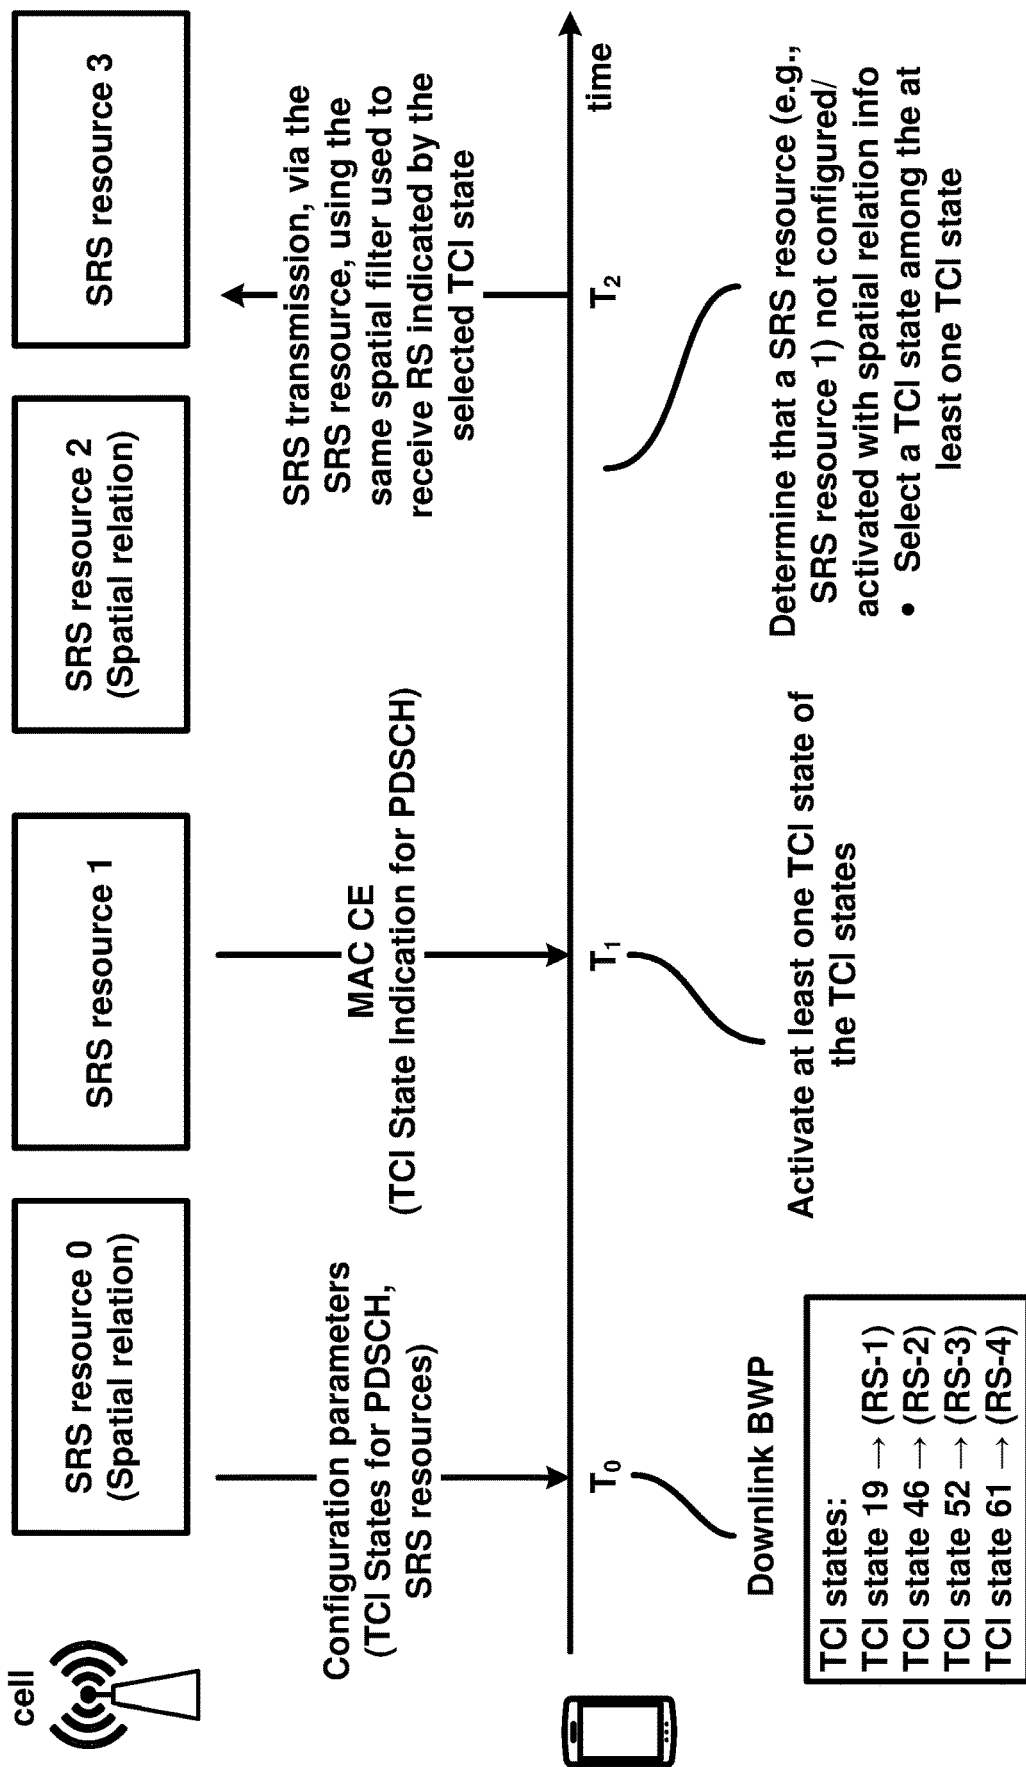 cell
SRS resource 0
(Spatial relation)
SRS resource 1
SRS resource 2
(Spatial relation)
SRS resource 3
Configuration parameters
(TCI States for PDSCH,
SRS resources)
MAC CE
(TCI State Indication for PDSCH)
SRS transmission, via the
SRS resource, using the
same spatial filter used to
receive RS indicated by the
selected TCI state
T0
T1
T2
time
Downlink BWP
TCI states:
TCI state 19 → (RS-1)
TCI state 46 → (RS-2)
TCI state 52 → (RS-3)
TCI state 61 → (RS-4)
Activate at least one TCI state of
the TCI states
Determine that a SRS resource (e.g.,
SRS resource 1) not configured/
activated with spatial relation info
• Select a TCI state among the at
least one TCI state